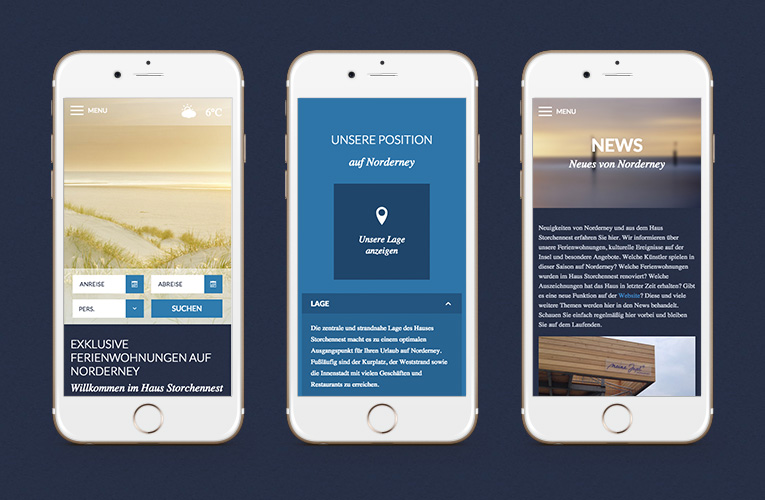 MENU
6°C
ANREISE
ABREISE
PERS.
SUCHEN
EXKLUSIVE
FERIENWOHNUNGEN AUF
NORDERNEY
Willkommen im Haus Storchennest
UNSERE POSITION
auf Norderney
Unsere Lage
anzeigen
LAGE
Die zentrale und strandnahe Lage des Hauses
Storchennest macht es zu einem optimalen
Ausgangspunkt für Ihren Urlaub auf Norderney.
Fußläufig sind der Kurplatz, der Weststrand sowie
die Innenstadt mit vielen Geschäften und
Restaurants zu erreichen.
MENU
NEWS
Neues von Norderney
Neuigkeiten von Norderney und aus dem Haus
Storchennest erfahren Sie hier. Wir informieren über
unsere Ferienwohnungen, kulturelle Ereignisse auf der
Insel und besondere Angebote. Welche Künstler spielen in
dieser Saison auf Norderney? Welche Ferienwohnungen
wurden im Haus Storchennest renoviert? Welche
Auszeichnungen hat das Haus in letzter Zeit erhalten? Gibt
es eine neue Funktion auf der Website? Diese und viele
weitere Themen werden hier in den News behandelt.
Schauen Sie einfach regelmäßig hier vorbei und bleiben
Sie auf dem Laufenden.